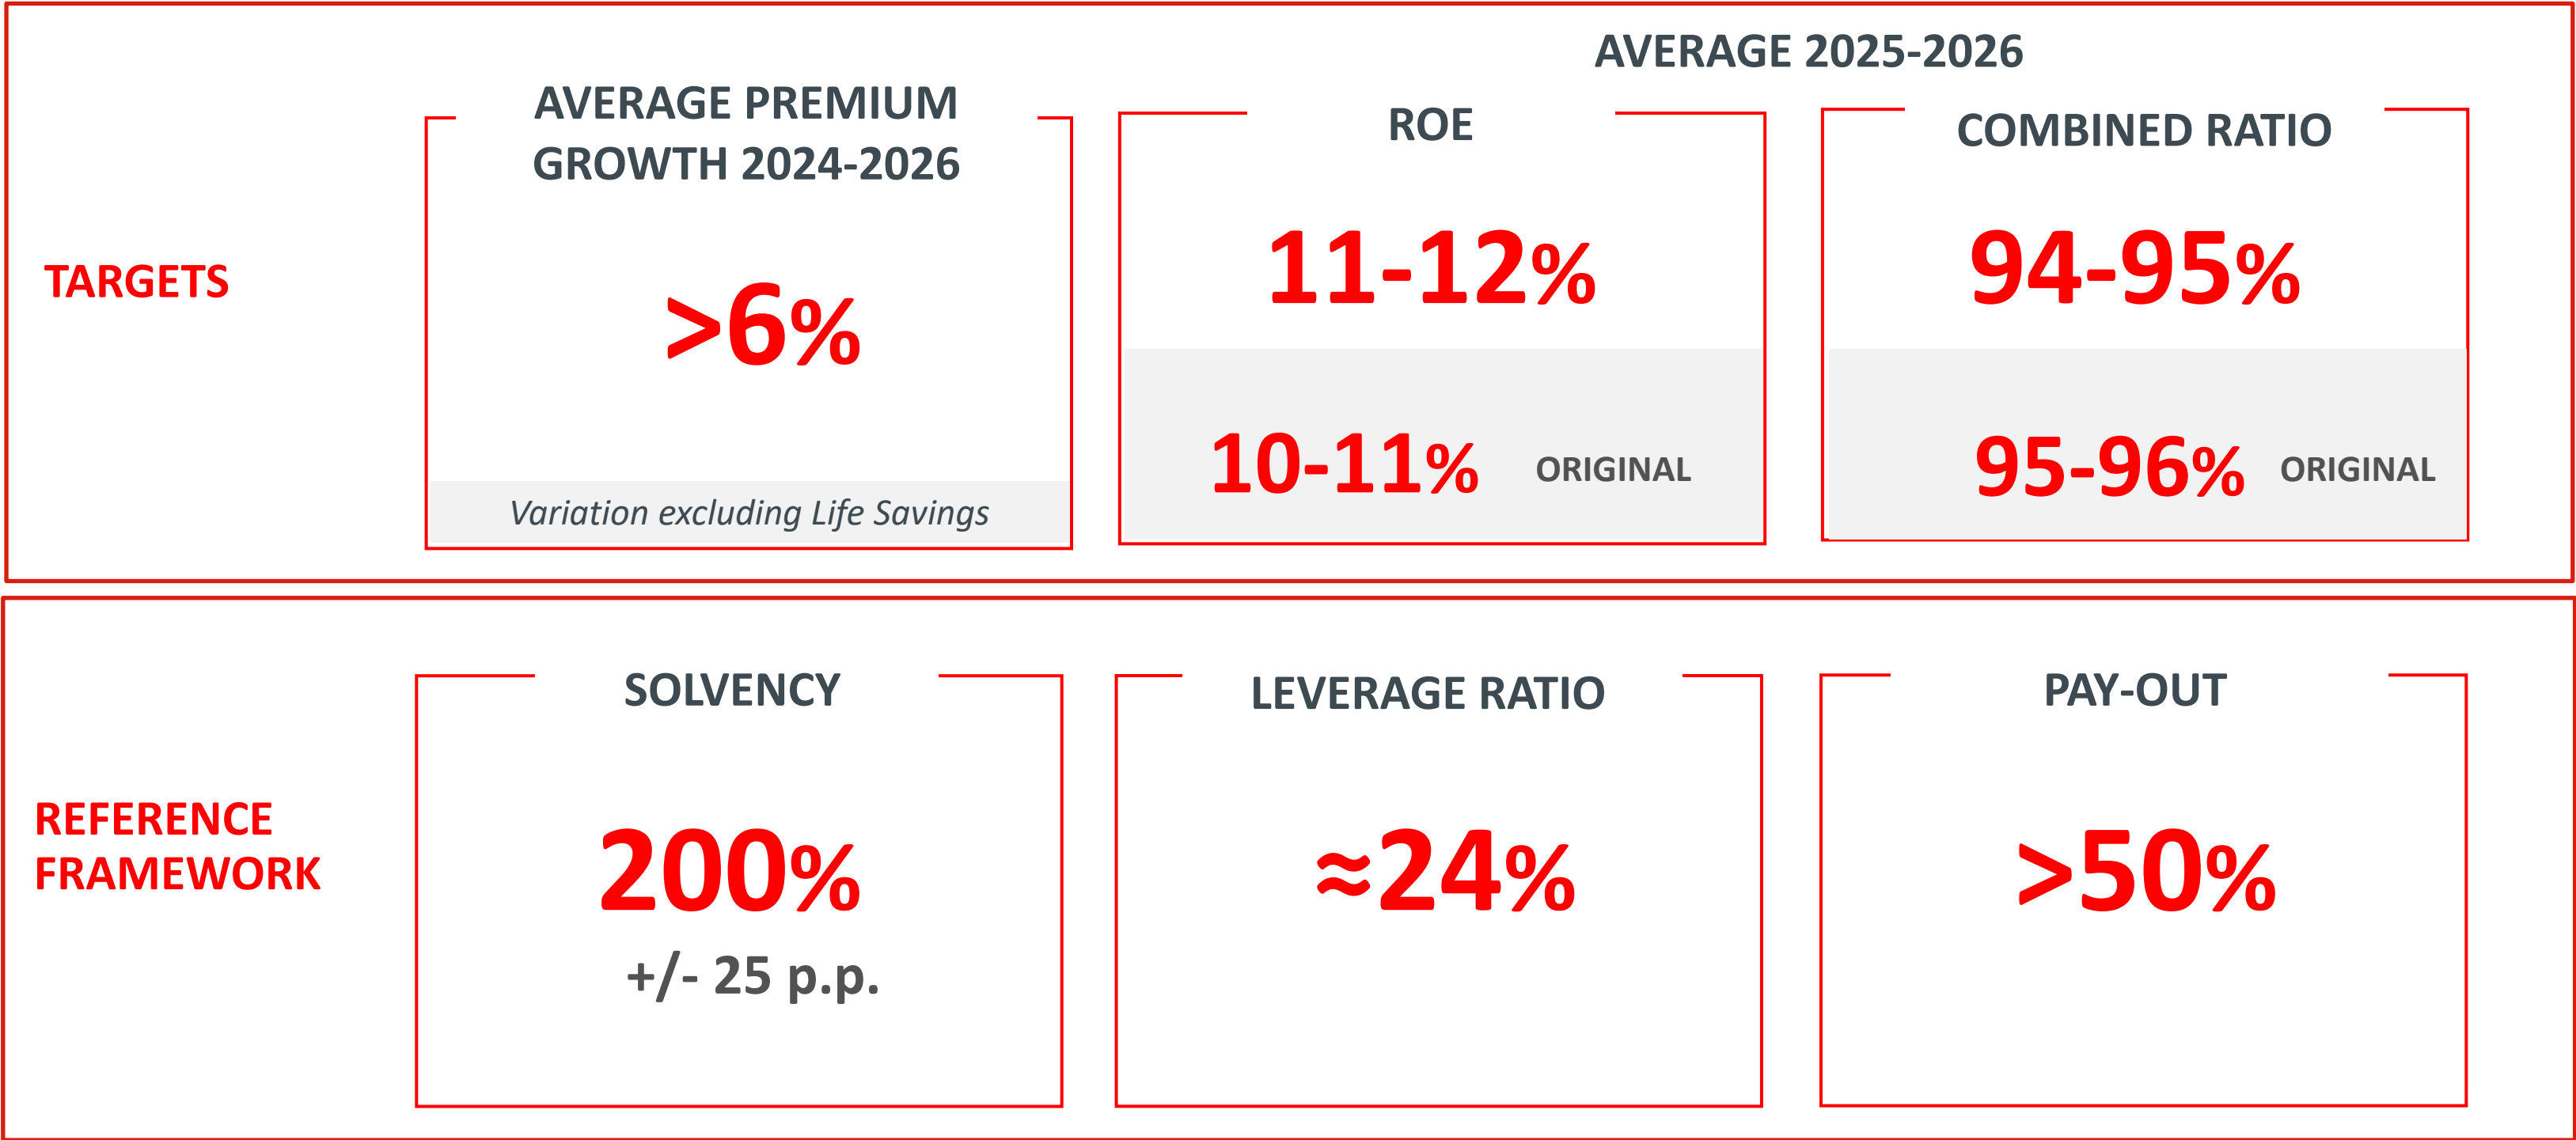 TARGETS
AVERAGE PREMIUM
GROWTH 2024-2026
>6%
Variation excluding Life Savings
AVERAGE 2025-2026
ROE
11-12%
10-11% ORIGINAL
COMBINED RATIO
94-95%
95-96% ORIGINAL
REFERENCE
FRAMEWORK
SOLVENCY
200%
+/- 25 p.p.
LEVERAGE RATIO
≈24%
PAY-OUT
>50%